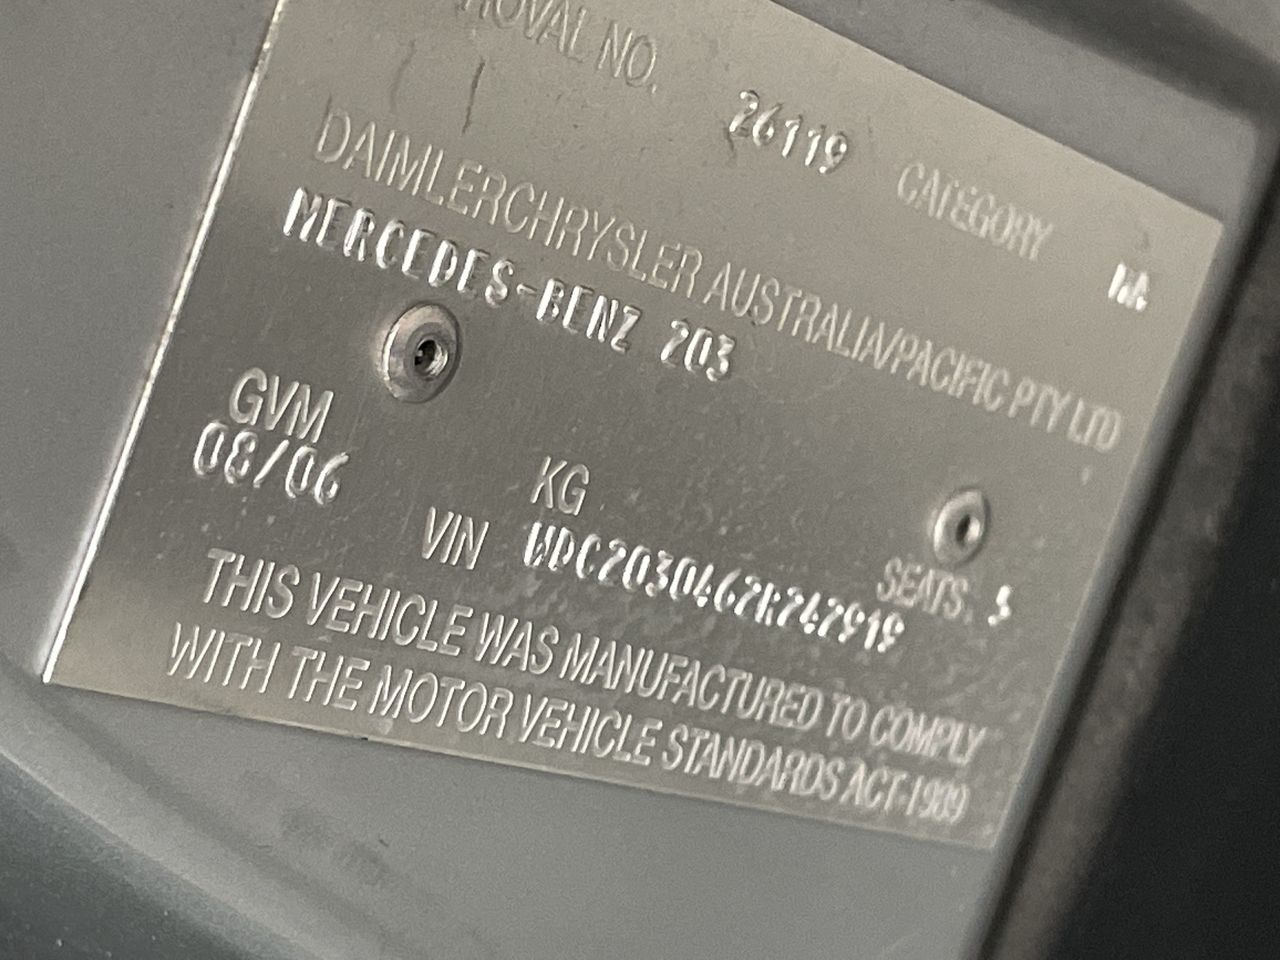 ROVAL NO. 26119 CATEGORY MA
DAIMLERCHRYSLER AUSTRALIA/PACIFIC PTY LTD
MERCEDES-BENZ 203
GVM KG SEATS. 5
08/06 VIN WDC2030462R242919
THIS VEHICLE WAS MANUFACTURED TO COMPLY
WITH THE MOTOR VEHICLE STANDARDS ACT-1989